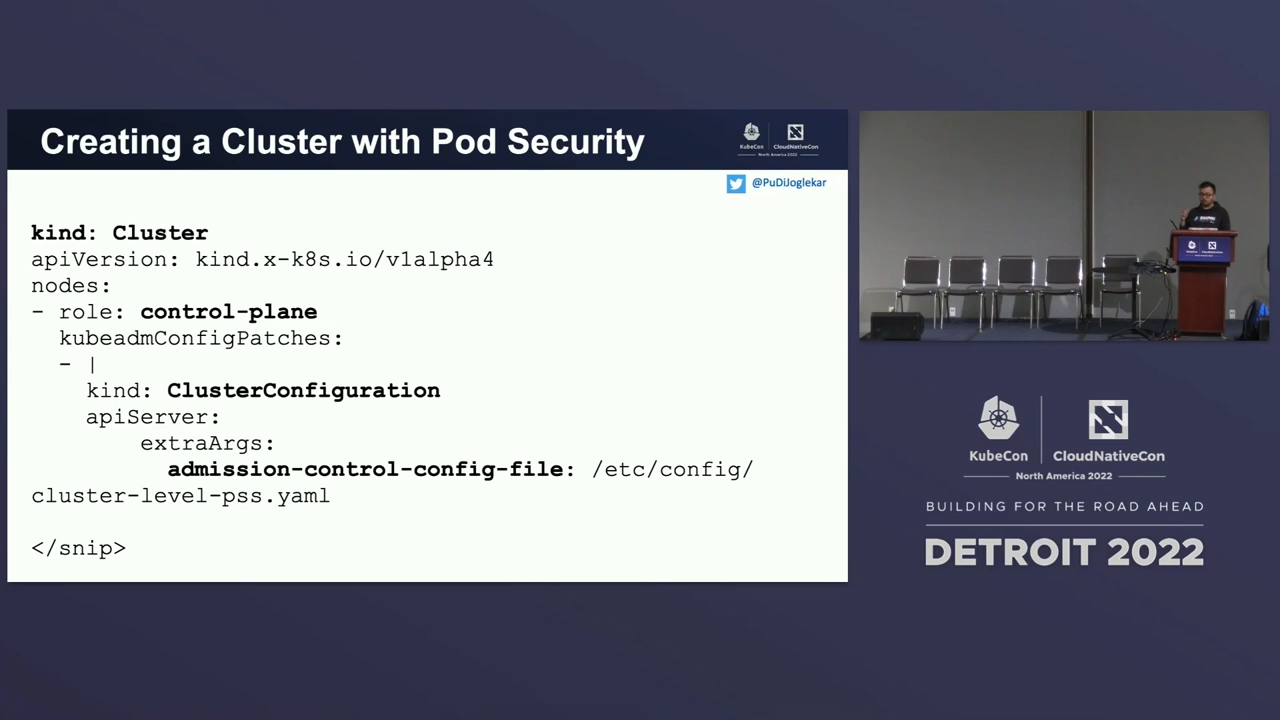 Creating a Cluster with Pod Security
KubeCon
CloudNativeCon
North America 2022
@PuDiJoglekar
kind: Cluster
apiVersion: kind.x-k8s.io/v1alpha4
nodes:
- role: control-plane
  kubeadmConfigPatches:
  - |
    kind: ClusterConfiguration
    apiServer:
        extraArgs:
          admission-control-config-file: /etc/config/
cluster-level-pss.yaml
</snip>
KubeCon
CloudNativeCon
North America 2022
BUILDING FOR THE ROAD AHEAD
DETROIT 2022